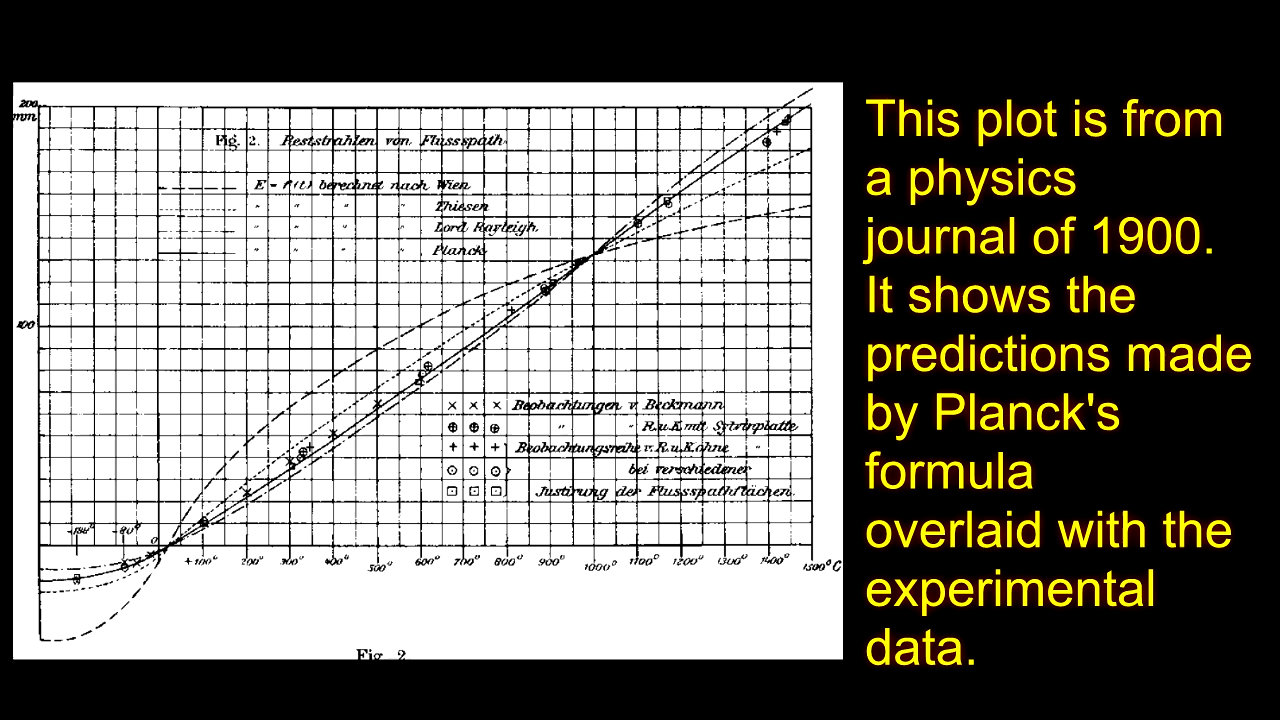 200
mm
Fig. 2. Reststrahlen von Flussspath.
E = f(t) berechnet nach Wien
" " " " Thiesen
" " " " Lord Rayleigh
" " " " Planck
100
× × × Beobachtungen v. Beckmann
⊕ ⊕ ⊕ " " R.u.K. mit Sylvinplatte
+ + + Beobachtungsreihe v. R.u.K. ohne "
⊙ ⊙ ⊙ bei verschiedener
⊡ ⊡ ⊡ Justirung der Flussspathflächen.
-188° -80° 0
+100° 200° 300° 400° 500° 600° 700° 800° 900° 1000° 1100° 1200° 1300° 1400° 1500° C
Fig. 2
This plot is from
a physics
journal of 1900.
It shows the
predictions made
by Planck's
formula
overlaid with the
experimental
data.